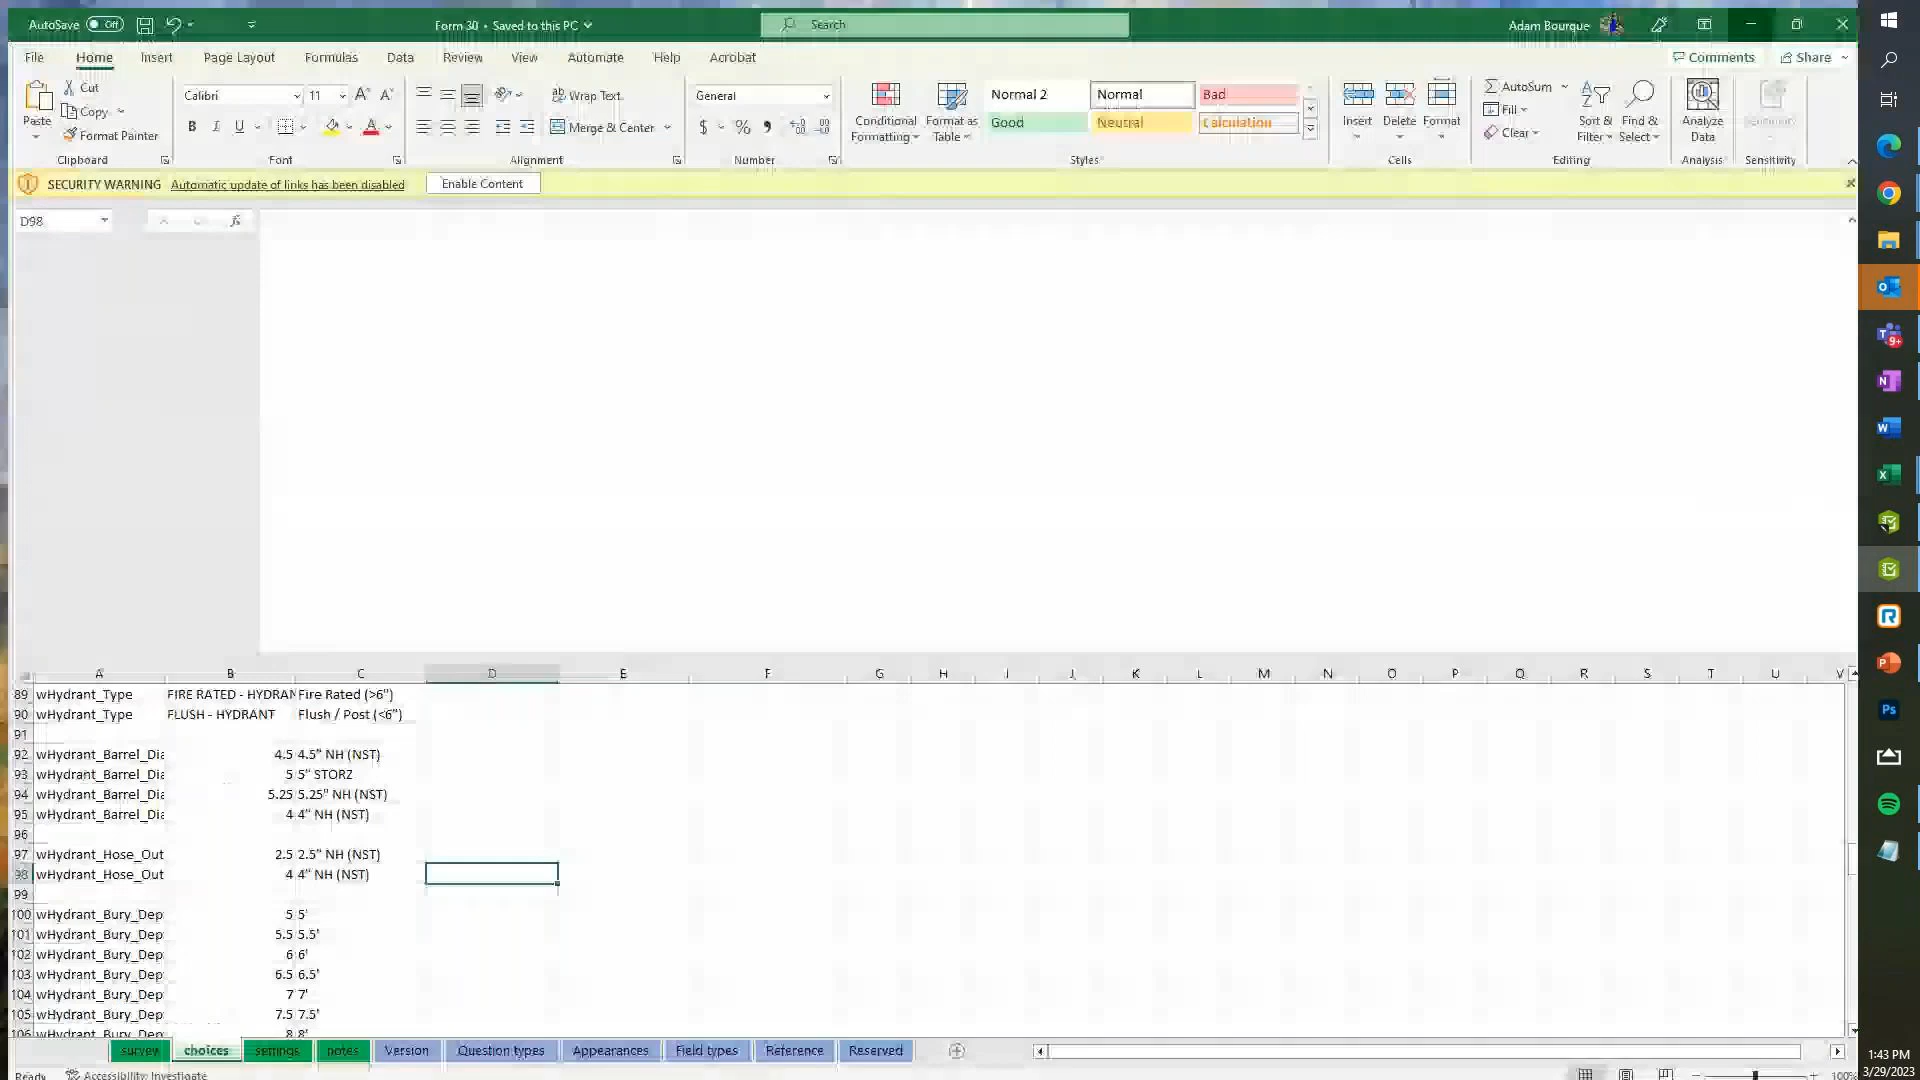 AutoSave Off Form 30 • Saved to this PC Search Adam Bourque
File Home Insert Page Layout Formulas Data Review View Automate Help Acrobat Comments Share
Cut
Copy
Format Painter
Paste
Clipboard
Calibri 11
B I U
Font
Wrap Text
Merge & Center
Alignment
General
$ %
Number
Conditional Formatting
Format as Table
Normal 2 Normal Bad
Good Neutral Calculation
Styles
Insert Delete Format
Cells
AutoSum
Fill
Clear
Sort & Filter
Find & Select
Editing
Analyze Data
Analysis
Sensitivity
Sensitivity
SECURITY WARNING Automatic update of links has been disabled Enable Content
D98 fx
A B C D E F G H I J K L M N O P Q R S T U V
89 wHydrant_Type FIRE RATED - HYDRAN Fire Rated (>6")
90 wHydrant_Type FLUSH - HYDRANT Flush / Post (<6")
91
92 wHydrant_Barrel_Dia 4.5 4.5" NH (NST)
93 wHydrant_Barrel_Dia 5 5" STORZ
94 wHydrant_Barrel_Dia 5.25 5.25" NH (NST)
95 wHydrant_Barrel_Dia 4 4" NH (NST)
96
97 wHydrant_Hose_Out 2.5 2.5" NH (NST)
98 wHydrant_Hose_Out 4 4" NH (NST)
99
100 wHydrant_Bury_Dep 5 5'
101 wHydrant_Bury_Dep 5.5 5.5'
102 wHydrant_Bury_Dep 6 6'
103 wHydrant_Bury_Dep 6.5 6.5'
104 wHydrant_Bury_Dep 7 7'
105 wHydrant_Bury_Dep 7.5 7.5'
106 wHydrant_Bury_Dep 8 8'
survey choices settings notes Version Question types Appearances Field types Reference Reserved
Ready Accessibility: Investigate 100%
9+
1:43 PM
3/29/2023